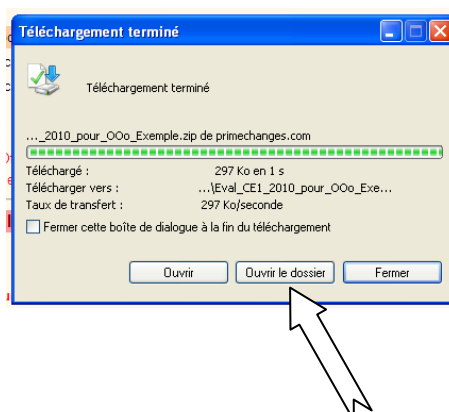 Téléchargement terminé
Téléchargement terminé
..._2010_pour_OOo_Exemple.zip de primechanges.com
Téléchargé : 297 Ko en 1 s
Télécharger vers : ...\Eval_CE1_2010_pour_OOo_Exe...
Taux de transfert : 297 Ko/seconde
Fermer cette boîte de dialogue à la fin du téléchargement
Ouvrir Ouvrir le dossier Fermer